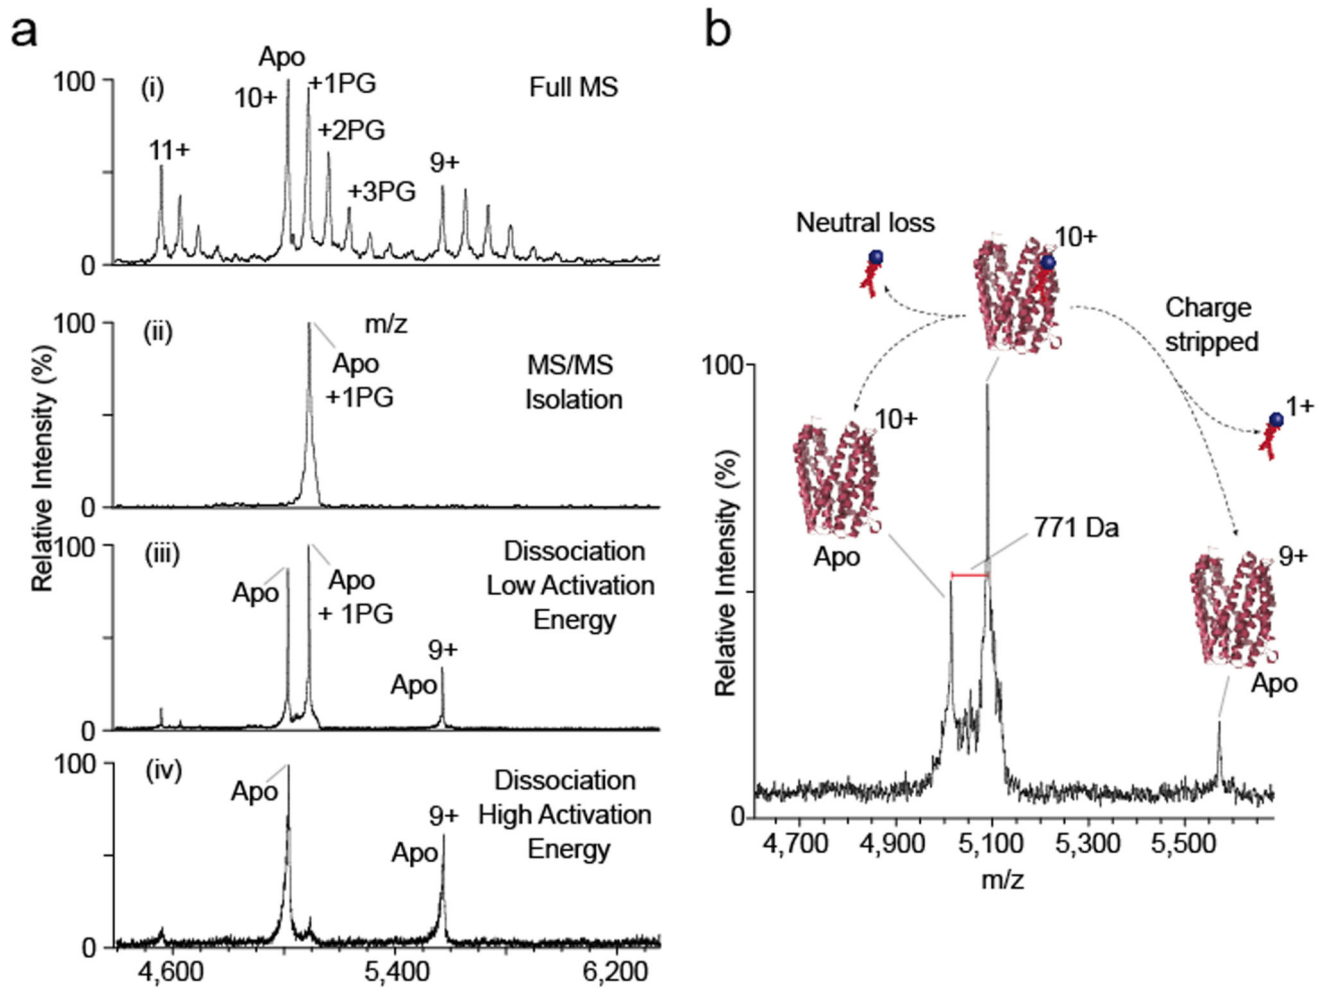 a
100
(i)
Apo
10+
+1PG
+2PG
+3PG
11+
9+
Full MS
0
100
(ii)
m/z
Apo
+1PG
MS/MS
Isolation
0
Relative Intensity (%)
100
(iii)
Apo
Apo
+ 1PG
9+
Apo
Dissociation
Low Activation
Energy
0
100
(iv)
Apo
9+
Apo
Dissociation
High Activation
Energy
0
4,600
5,400
6,200
b
Neutral loss
10+
Charge
stripped
1+
10+
Apo
771 Da
9+
Apo
100
Relative Intensity (%)
0
4,700
4,900
5,100
5,300
5,500
m/z